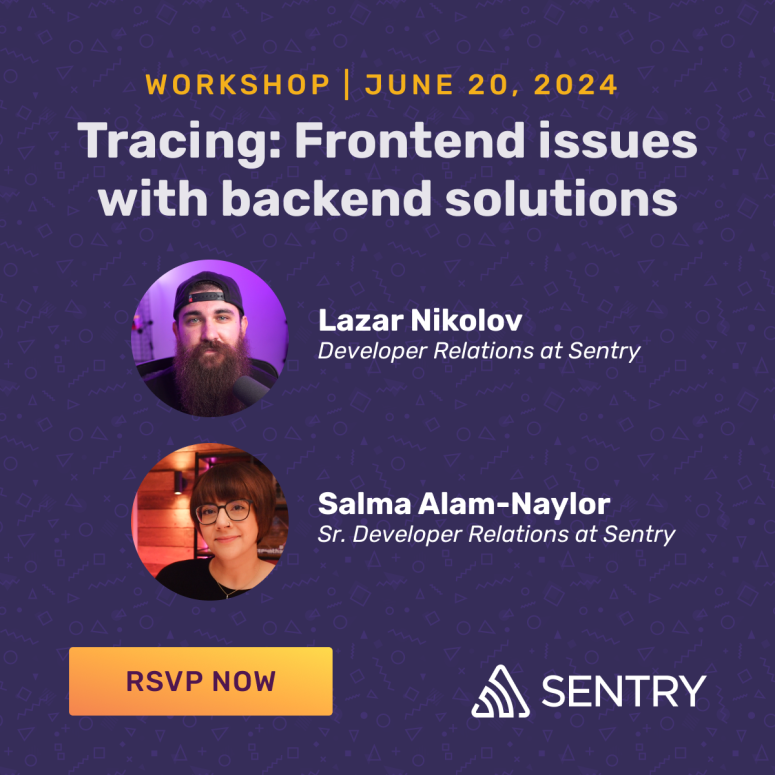 WORKSHOP | JUNE 20, 2024
Tracing: Frontend issues
with backend solutions
Lazar Nikolov
Developer Relations at Sentry
Salma Alam-Naylor
Sr. Developer Relations at Sentry
RSVP NOW
SENTRY